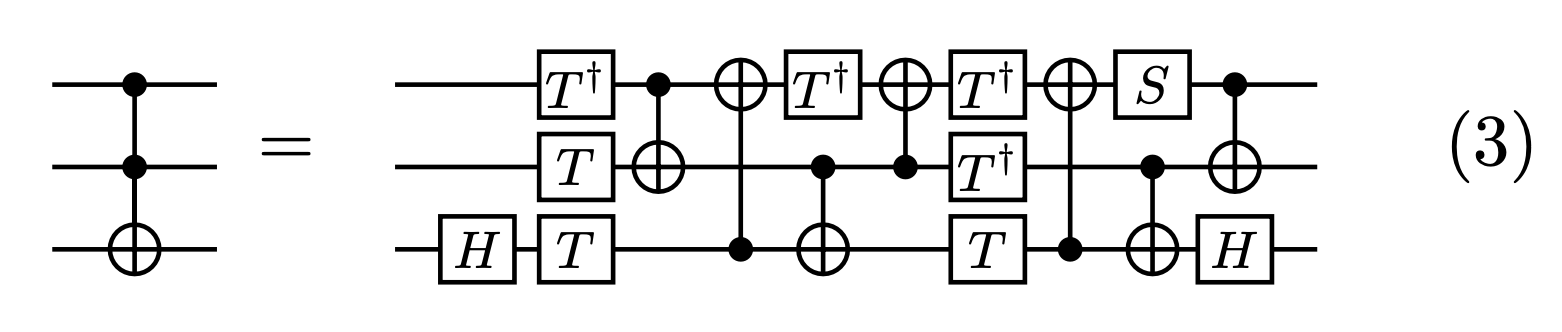 T† T† T† S
= T T† (3)
H T T H